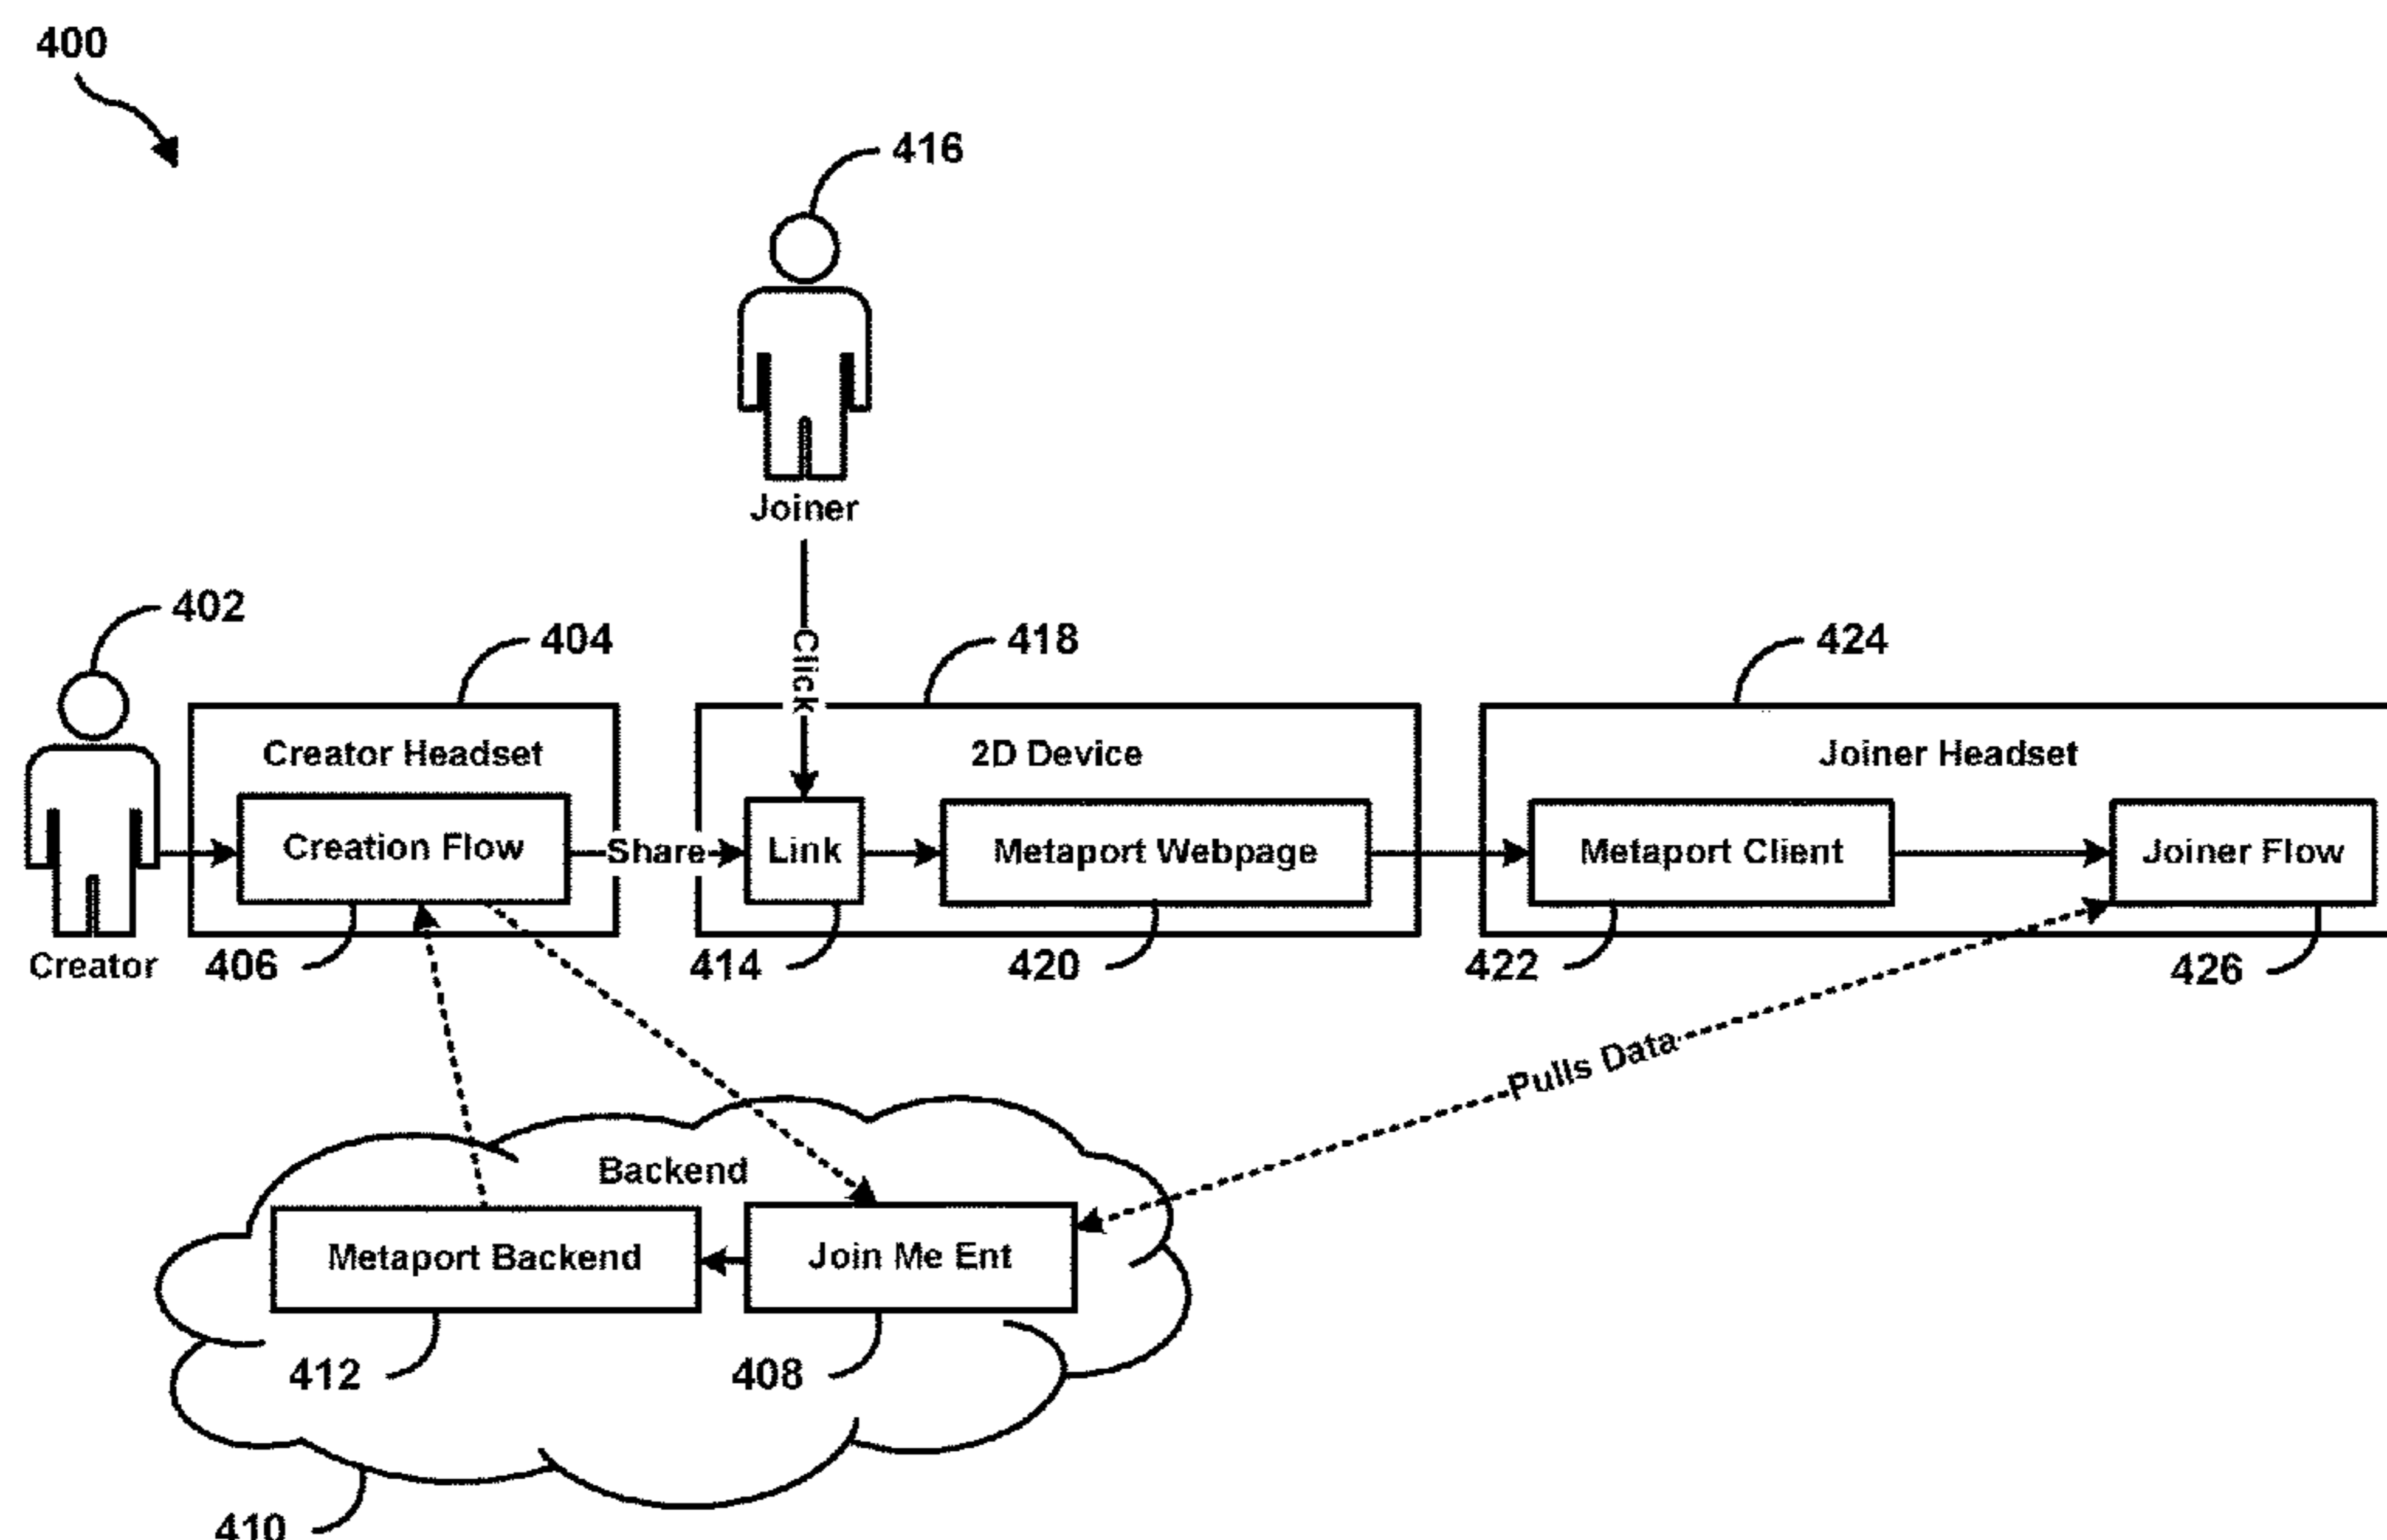 400
416
Joiner
402
404
Click
418
424
Creator Headset
2D Device
Joiner Headset
Creation Flow
Share
Link
Metaport Webpage
Metaport Client
Joiner Flow
Creator
406
414
420
422
426
Pulls Data
Backend
Metaport Backend
Join Me Ent
412
408
410